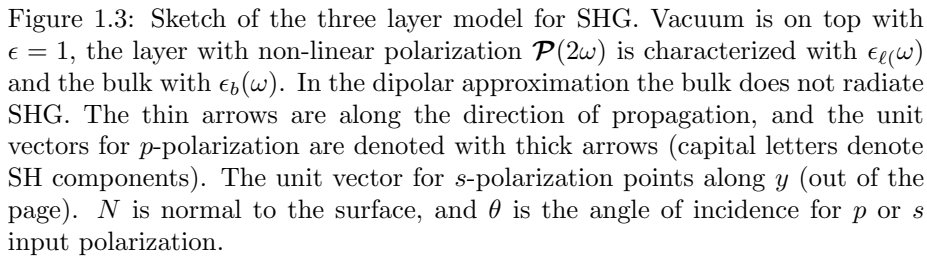 Figure 1.3: Sketch of the three layer model for SHG. Vacuum is on top with
ϵ = 1, the layer with non-linear polarization 𝓟(2ω) is characterized with ϵ_{ℓ(}ω)
and the bulk with ϵ_b(ω). In the dipolar approximation the bulk does not radiate
SHG. The thin arrows are along the direction of propagation, and the unit
vectors for p-polarization are denoted with thick arrows (capital letters denote
SH components). The unit vector for s-polarization points along y (out of the
page). N is normal to the surface, and θ is the angle of incidence for p or s
input polarization.